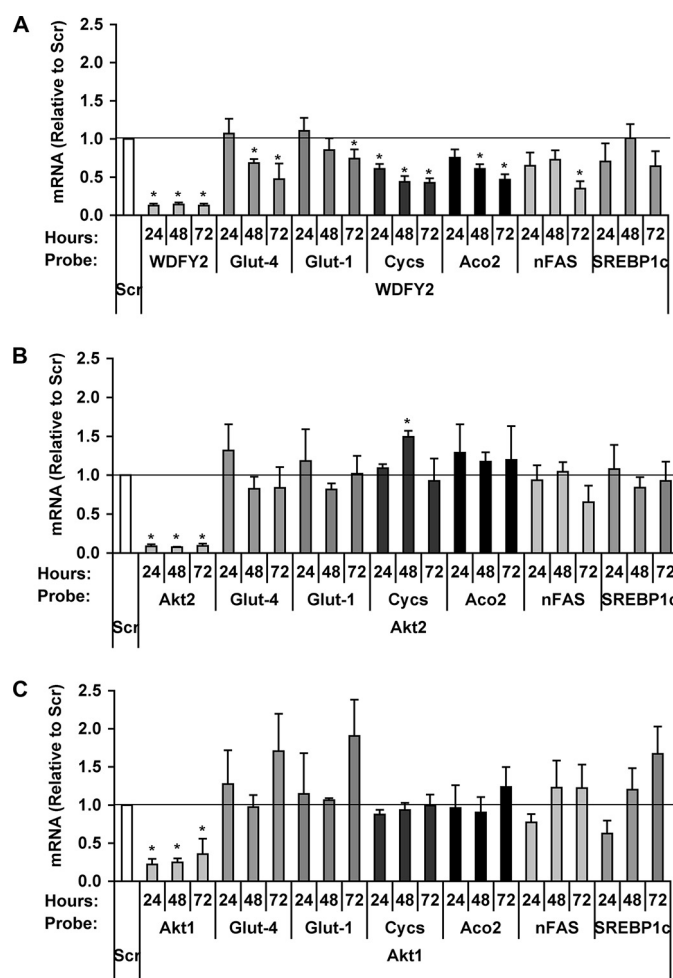 A
mRNA (Relative to Scr)
2.5
2.0
1.5
1.0
0.5
0.0
* * * * * * * * * * * *
Hours: 24 48 72 24 48 72 24 48 72 24 48 72 24 48 72 24 48 72 24 48 72
Probe: WDFY2 Glut-4 Glut-1 Cycs Aco2 nFAS SREBP1c
Scr WDFY2
B
mRNA (Relative to Scr)
2.5
2.0
1.5
1.0
0.5
0.0
* * * *
Hours: 24 48 72 24 48 72 24 48 72 24 48 72 24 48 72 24 48 72 24 48 72
Probe: Akt2 Glut-4 Glut-1 Cycs Aco2 nFAS SREBP1c
Scr Akt2
C
mRNA (Relative to Scr)
2.5
2.0
1.5
1.0
0.5
0.0
* * *
Hours: 24 48 72 24 48 72 24 48 72 24 48 72 24 48 72 24 48 72 24 48 72
Probe: Akt1 Glut-4 Glut-1 Cycs Aco2 nFAS SREBP1c
Scr Akt1